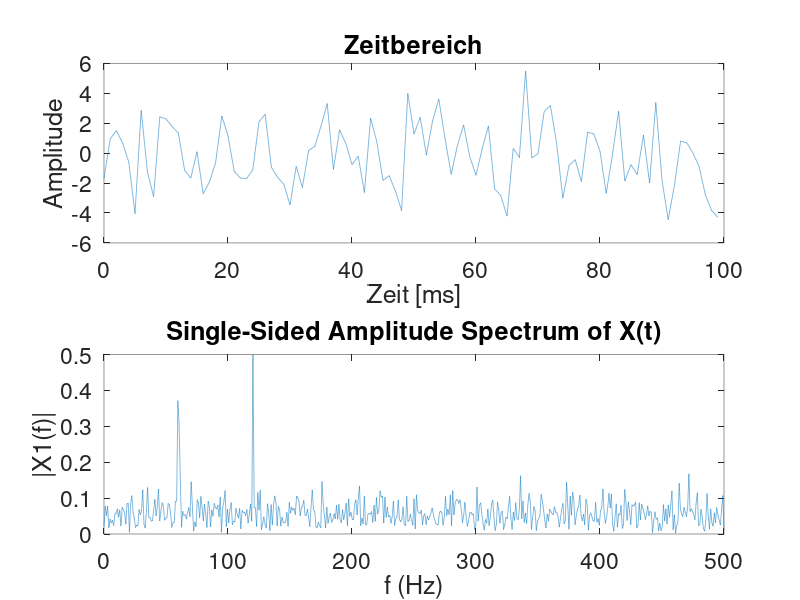 Zeitbereich
6
4
2
0
-2
-4
-6
Amplitude
0 20 40 60 80 100
Zeit [ms]
Single-Sided Amplitude Spectrum of X(t)
0.5
0.4
0.3
0.2
0.1
0
|X1(f)|
0 100 200 300 400 500
f (Hz)